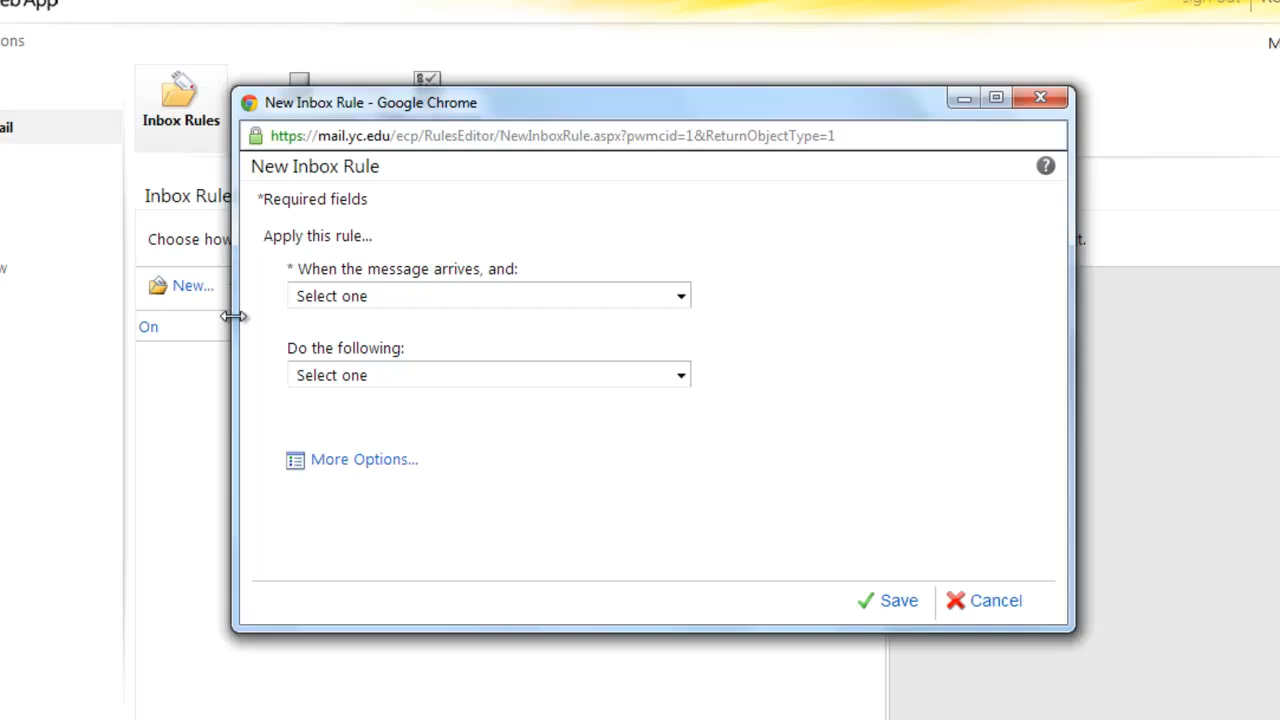 eb App
sign out
ons
M
Inbox Rules
ail
New Inbox Rule - Google Chrome
https://mail.yc.edu/ecp/RulesEditor/NewInboxRule.aspx?pwmcid=1&ReturnObjectType=1
New Inbox Rule
*Required fields
Inbox Rule
Apply this rule...
Choose how
t.
* When the message arrives, and:
w
New...
Select one
On
Do the following:
Select one
More Options...
Save
Cancel